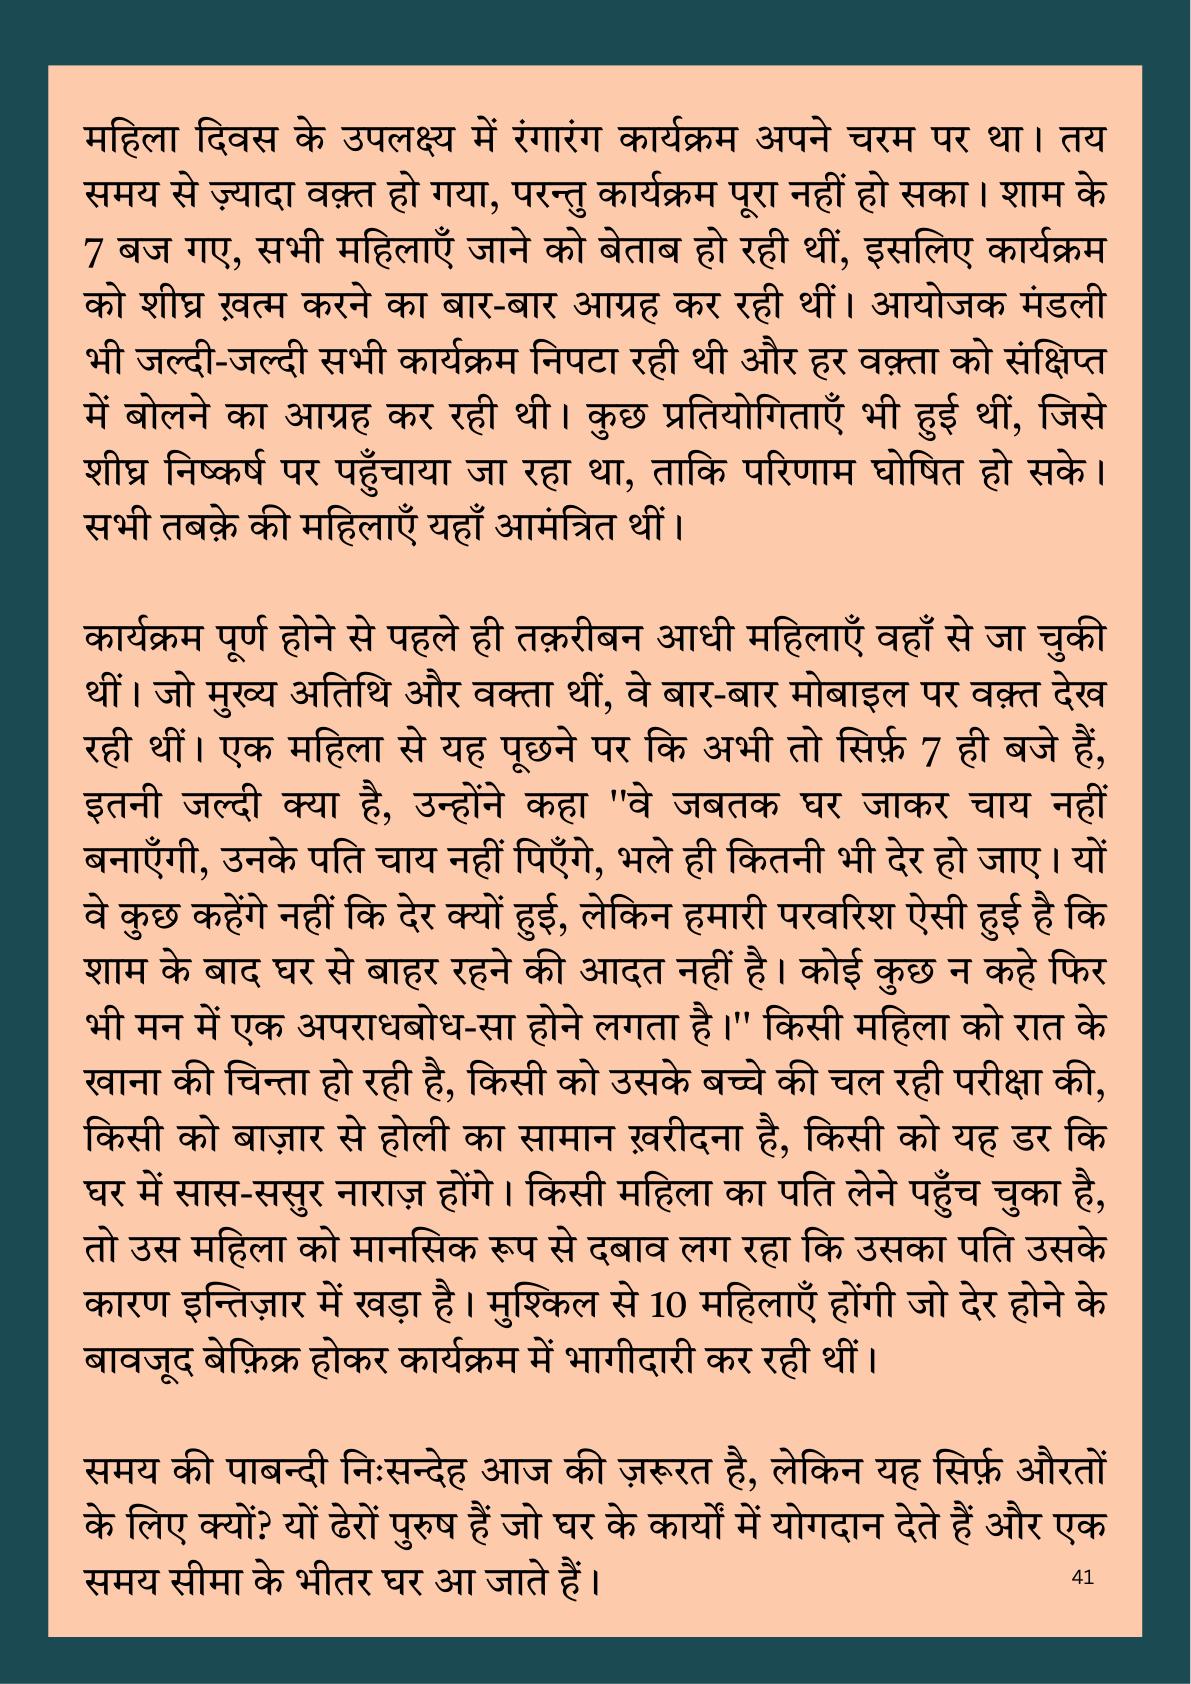 महिला दिवस के उपलक्ष्य में रंगारंग कार्यक्रम अपने चरम पर था। तय
समय से ज़्यादा वक़्त हो गया, परन्तु कार्यक्रम पूरा नहीं हो सका। शाम के
7 बज गए, सभी महिलाएँ जाने को बेताब हो रही थीं, इसलिए कार्यक्रम
को शीघ्र ख़त्म करने का बार-बार आग्रह कर रही थीं। आयोजक मंडली
भी जल्दी-जल्दी सभी कार्यक्रम निपटा रही थी और हर वक़्ता को संक्षिप्त
में बोलने का आग्रह कर रही थी। कुछ प्रतियोगिताएँ भी हुई थीं, जिसे
शीघ्र निष्कर्ष पर पहुँचाया जा रहा था, ताकि परिणाम घोषित हो सके।
सभी तबक़े की महिलाएँ यहाँ आमंत्रित थीं।
कार्यक्रम पूर्ण होने से पहले ही तक़रीबन आधी महिलाएँ वहाँ से जा चुकी
थीं। जो मुख्य अतिथि और वक्ता थीं, वे बार-बार मोबाइल पर वक़्त देख
रही थीं। एक महिला से यह पूछने पर कि अभी तो सिर्फ़ 7 ही बजे हैं,
इतनी जल्दी क्या है, उन्होंने कहा "वे जबतक घर जाकर चाय नहीं
बनाएँगी, उनके पति चाय नहीं पिएँगे, भले ही कितनी भी देर हो जाए। यों
वे कुछ कहेंगे नहीं कि देर क्यों हुई, लेकिन हमारी परवरिश ऐसी हुई है कि
शाम के बाद घर से बाहर रहने की आदत नहीं है। कोई कुछ न कहे फिर
भी मन में एक अपराधबोध-सा होने लगता है।" किसी महिला को रात के
खाना की चिन्ता हो रही है, किसी को उसके बच्चे की चल रही परीक्षा की,
किसी को बाज़ार से होली का सामान ख़रीदना है, किसी को यह डर कि
घर में सास-ससुर नाराज़ होंगे। किसी महिला का पति लेने पहुँच चुका है,
तो उस महिला को मानसिक रूप से दबाव लग रहा कि उसका पति उसके
कारण इन्तिज़ार में खड़ा है। मुश्किल से 10 महिलाएँ होंगी जो देर होने के
बावजूद बेफ़िक्र होकर कार्यक्रम में भागीदारी कर रही थीं।
समय की पाबन्दी निःसन्देह आज की ज़रूरत है, लेकिन यह सिर्फ़ औरतों
के लिए क्यों? यों ढेरों पुरुष हैं जो घर के कार्यों में योगदान देते हैं और एक
समय सीमा के भीतर घर आ जाते हैं।
41